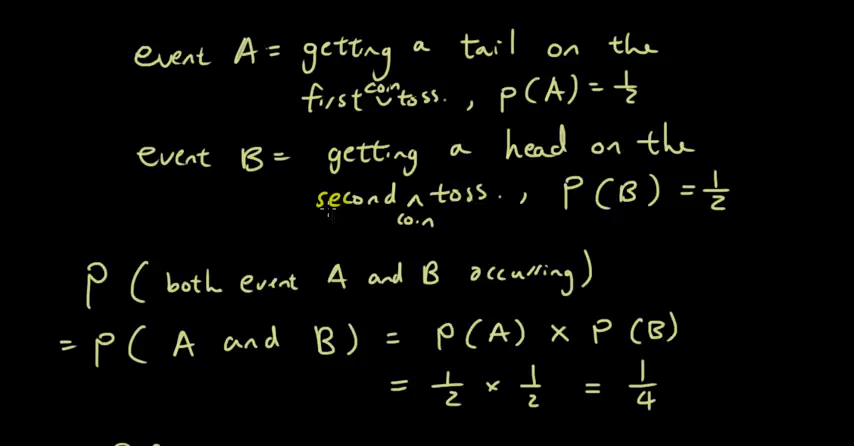 event A = getting a tail on the
first coin toss. , P(A) = 1/2
event B = getting a head on the
second coin toss. , P(B) = 1/2
P( both event A and B occurring)
= P( A and B) = P(A) × P(B)
= 1/2 × 1/2 = 1/4